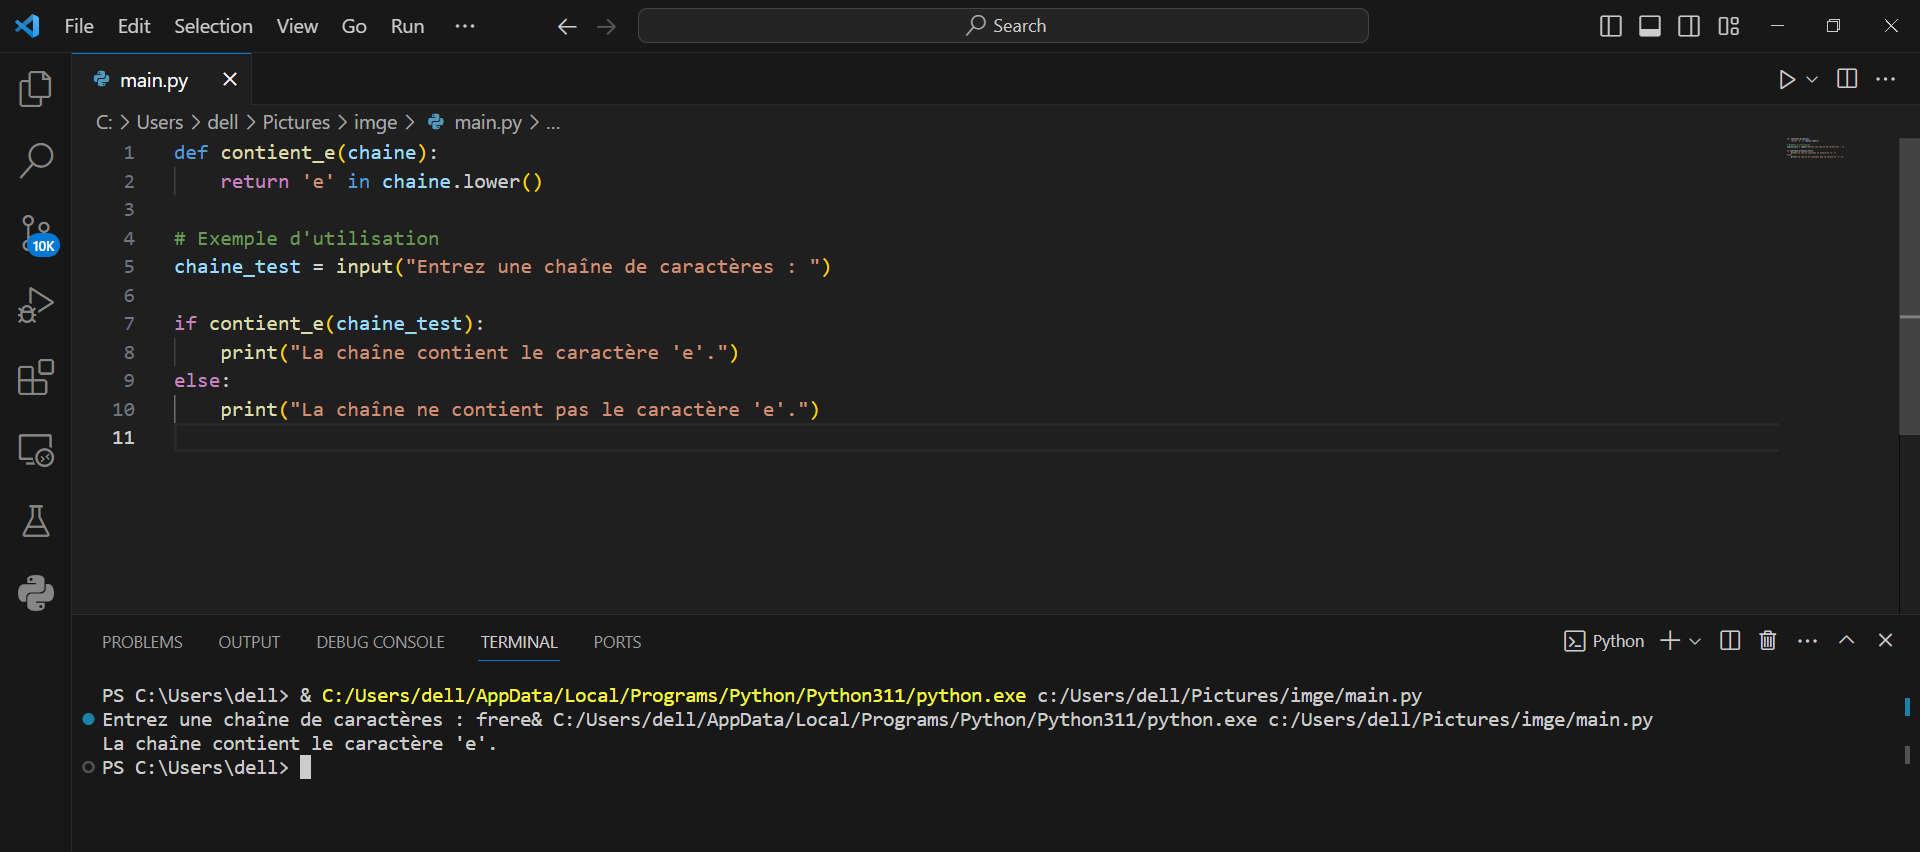 File Edit Selection View Go Run ··· Search
main.py
C: > Users > dell > Pictures > imge > main.py > ...
1 def contient_e(chaine):
2     return 'e' in chaine.lower()
3
4 # Exemple d'utilisation
5 chaine_test = input("Entrez une chaîne de caractères : ")
6
7 if contient_e(chaine_test):
8     print("La chaîne contient le caractère 'e'.")
9 else:
10     print("La chaîne ne contient pas le caractère 'e'.")
11
10K
PROBLEMS OUTPUT DEBUG CONSOLE TERMINAL PORTS Python
PS C:\Users\dell> & C:/Users/dell/AppData/Local/Programs/Python/Python311/python.exe c:/Users/dell/Pictures/imge/main.py
Entrez une chaîne de caractères : frere& C:/Users/dell/AppData/Local/Programs/Python/Python311/python.exe c:/Users/dell/Pictures/imge/main.py
La chaîne contient le caractère 'e'.
PS C:\Users\dell>